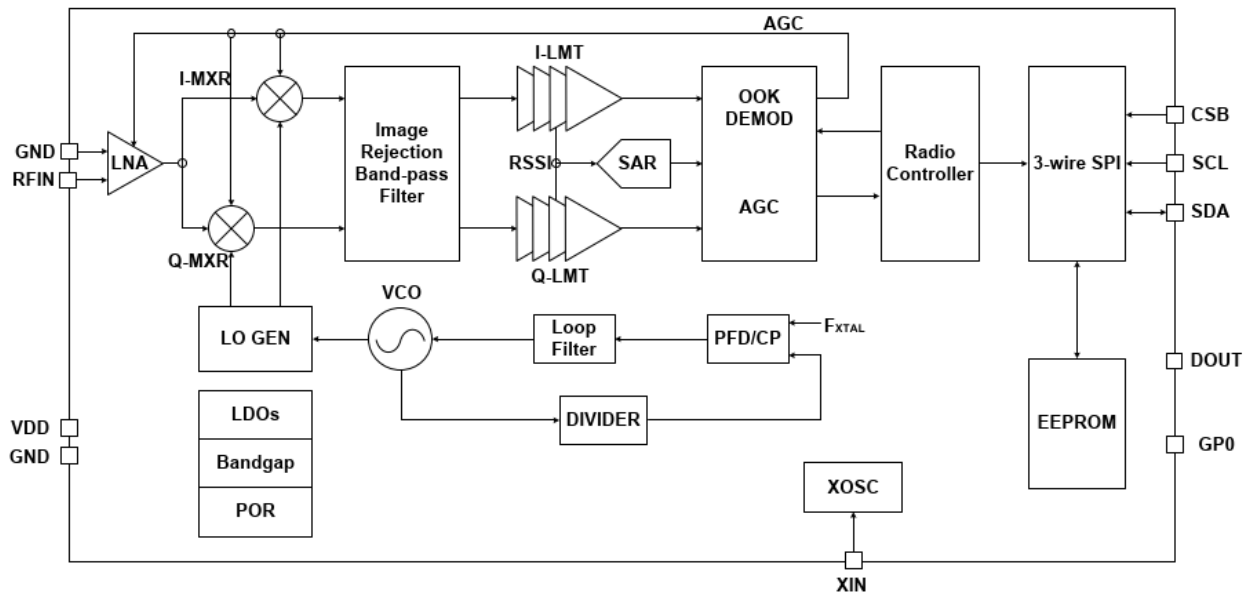 AGC
I-LMT
I-MXR
OOK
DEMOD
CSB
Image
Rejection
Band-pass
Filter
GND
LNA
RSSI
SAR
Radio
Controller
3-wire SPI
SCL
RFIN
AGC
SDA
Q-MXR
Q-LMT
VCO
LO GEN
Loop
Filter
PFD/CP
FXTAL
DOUT
LDOs
DIVIDER
EEPROM
VDD
GND
Bandgap
GP0
POR
XOSC
XIN